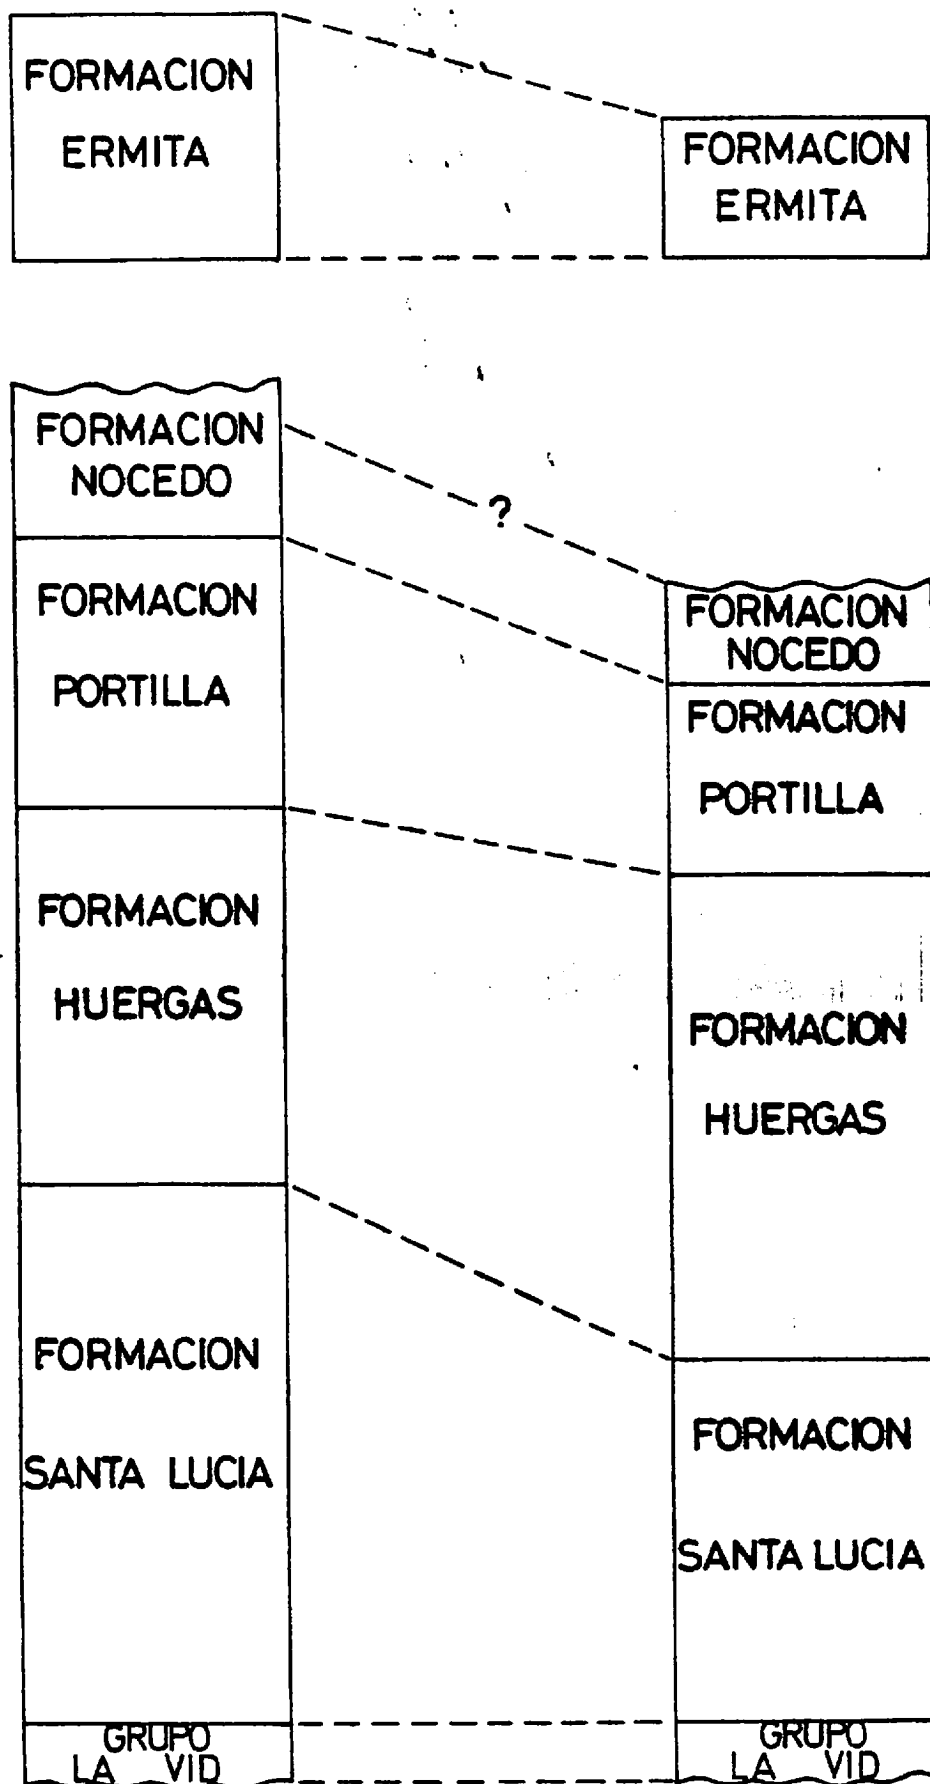 FORMACION
ERMITA
FORMACION
NOCEDO
FORMACION
PORTILLA
FORMACION
HUERGAS
FORMACION
SANTA LUCIA
GRUPO
LA VID
?
FORMACION
ERMITA
FORMACION
NOCEDO
FORMACION
PORTILLA
FORMACION
HUERGAS
FORMACION
SANTA LUCIA
GRUPO
LA VID